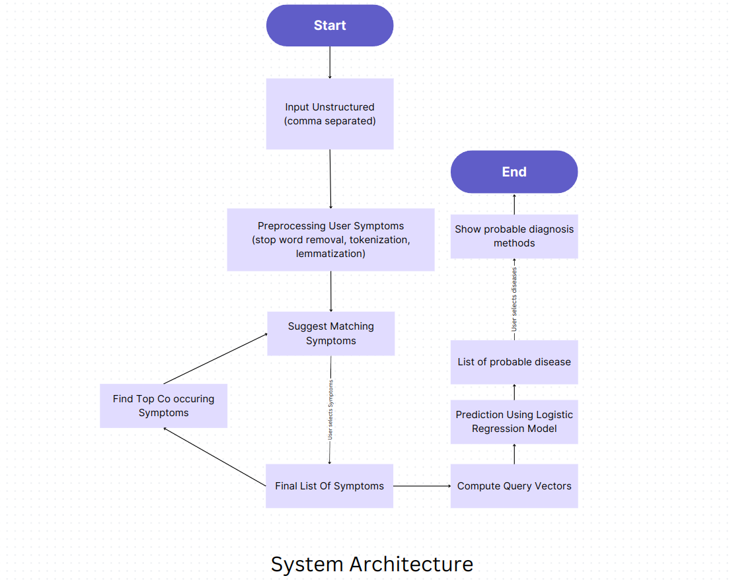 Start
Input Unstructured
(comma separated)
Preprocessing User Symptoms
(stop word removal, tokenization,
lemmatization)
Suggest Matching
Symptoms
User selects Symptoms
Find Top Co occuring
Symptoms
Final List Of Symptoms
Compute Query Vectors
Prediction Using Logistic
Regression Model
List of probable disease
User selects diseases
Show probable diagnosis
methods
End
System Architecture